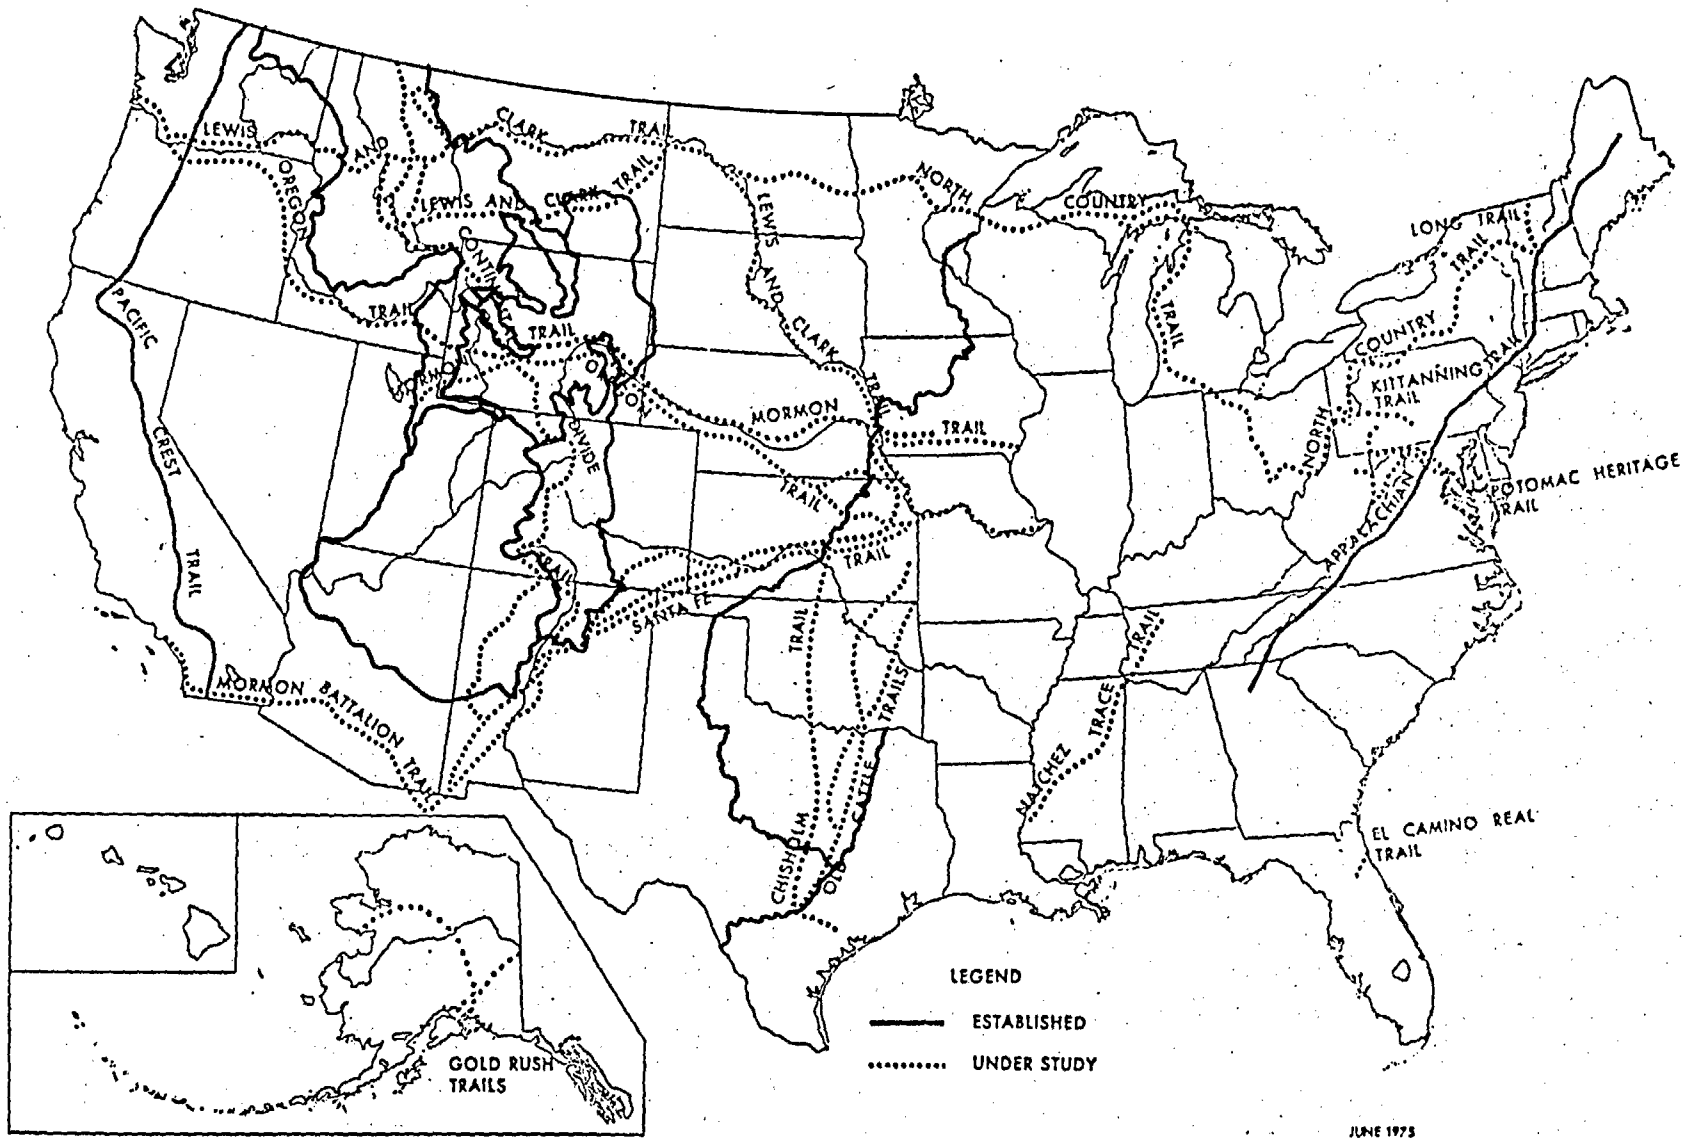 LEWIS AND CLARK TRAIL
LEWIS AND CLARK TRAIL
OREGON TRAIL
CONTINENTAL DIVIDE TRAIL
LEWIS AND CLARK TRAIL
NORTH COUNTRY TRAIL
NORTH COUNTRY TRAIL
LONG TRAIL
KITTANNING
TRAIL
PACIFIC CREST TRAIL
TRAIL
MORMON
MORMON TRAIL
OREGON TRAIL
SANTA FE TRAIL
POTOMAC HERITAGE
TRAIL
APPALACHIAN TRAIL
MORMON BATTALION TRAIL
CHISHOLM TRAIL
OLD CATTLE TRAILS
NATCHEZ TRACE TRAIL
EL CAMINO REAL
TRAIL
GOLD RUSH
TRAILS
LEGEND
ESTABLISHED
UNDER STUDY
JUNE 1975